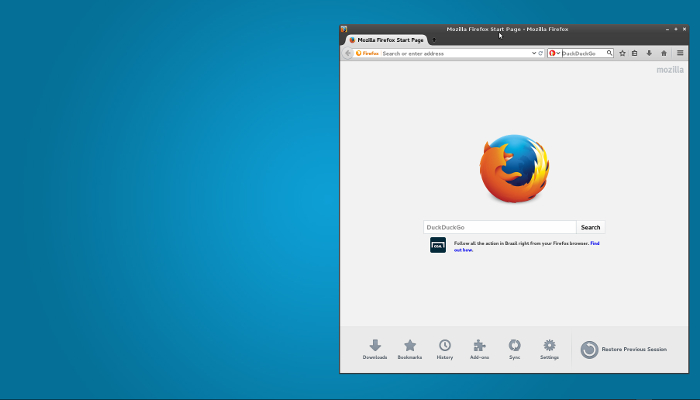 Mozilla Firefox Start Page - Mozilla Firefox
Mozilla Firefox Start Page
Firefox
Search or enter address
DuckDuckGo
mozilla
DuckDuckGo
Search
Follow all the action in Brazil right from your Firefox browser. Find
out how.
Downloads
Bookmarks
History
Add-ons
Sync
Settings
Restore Previous Session